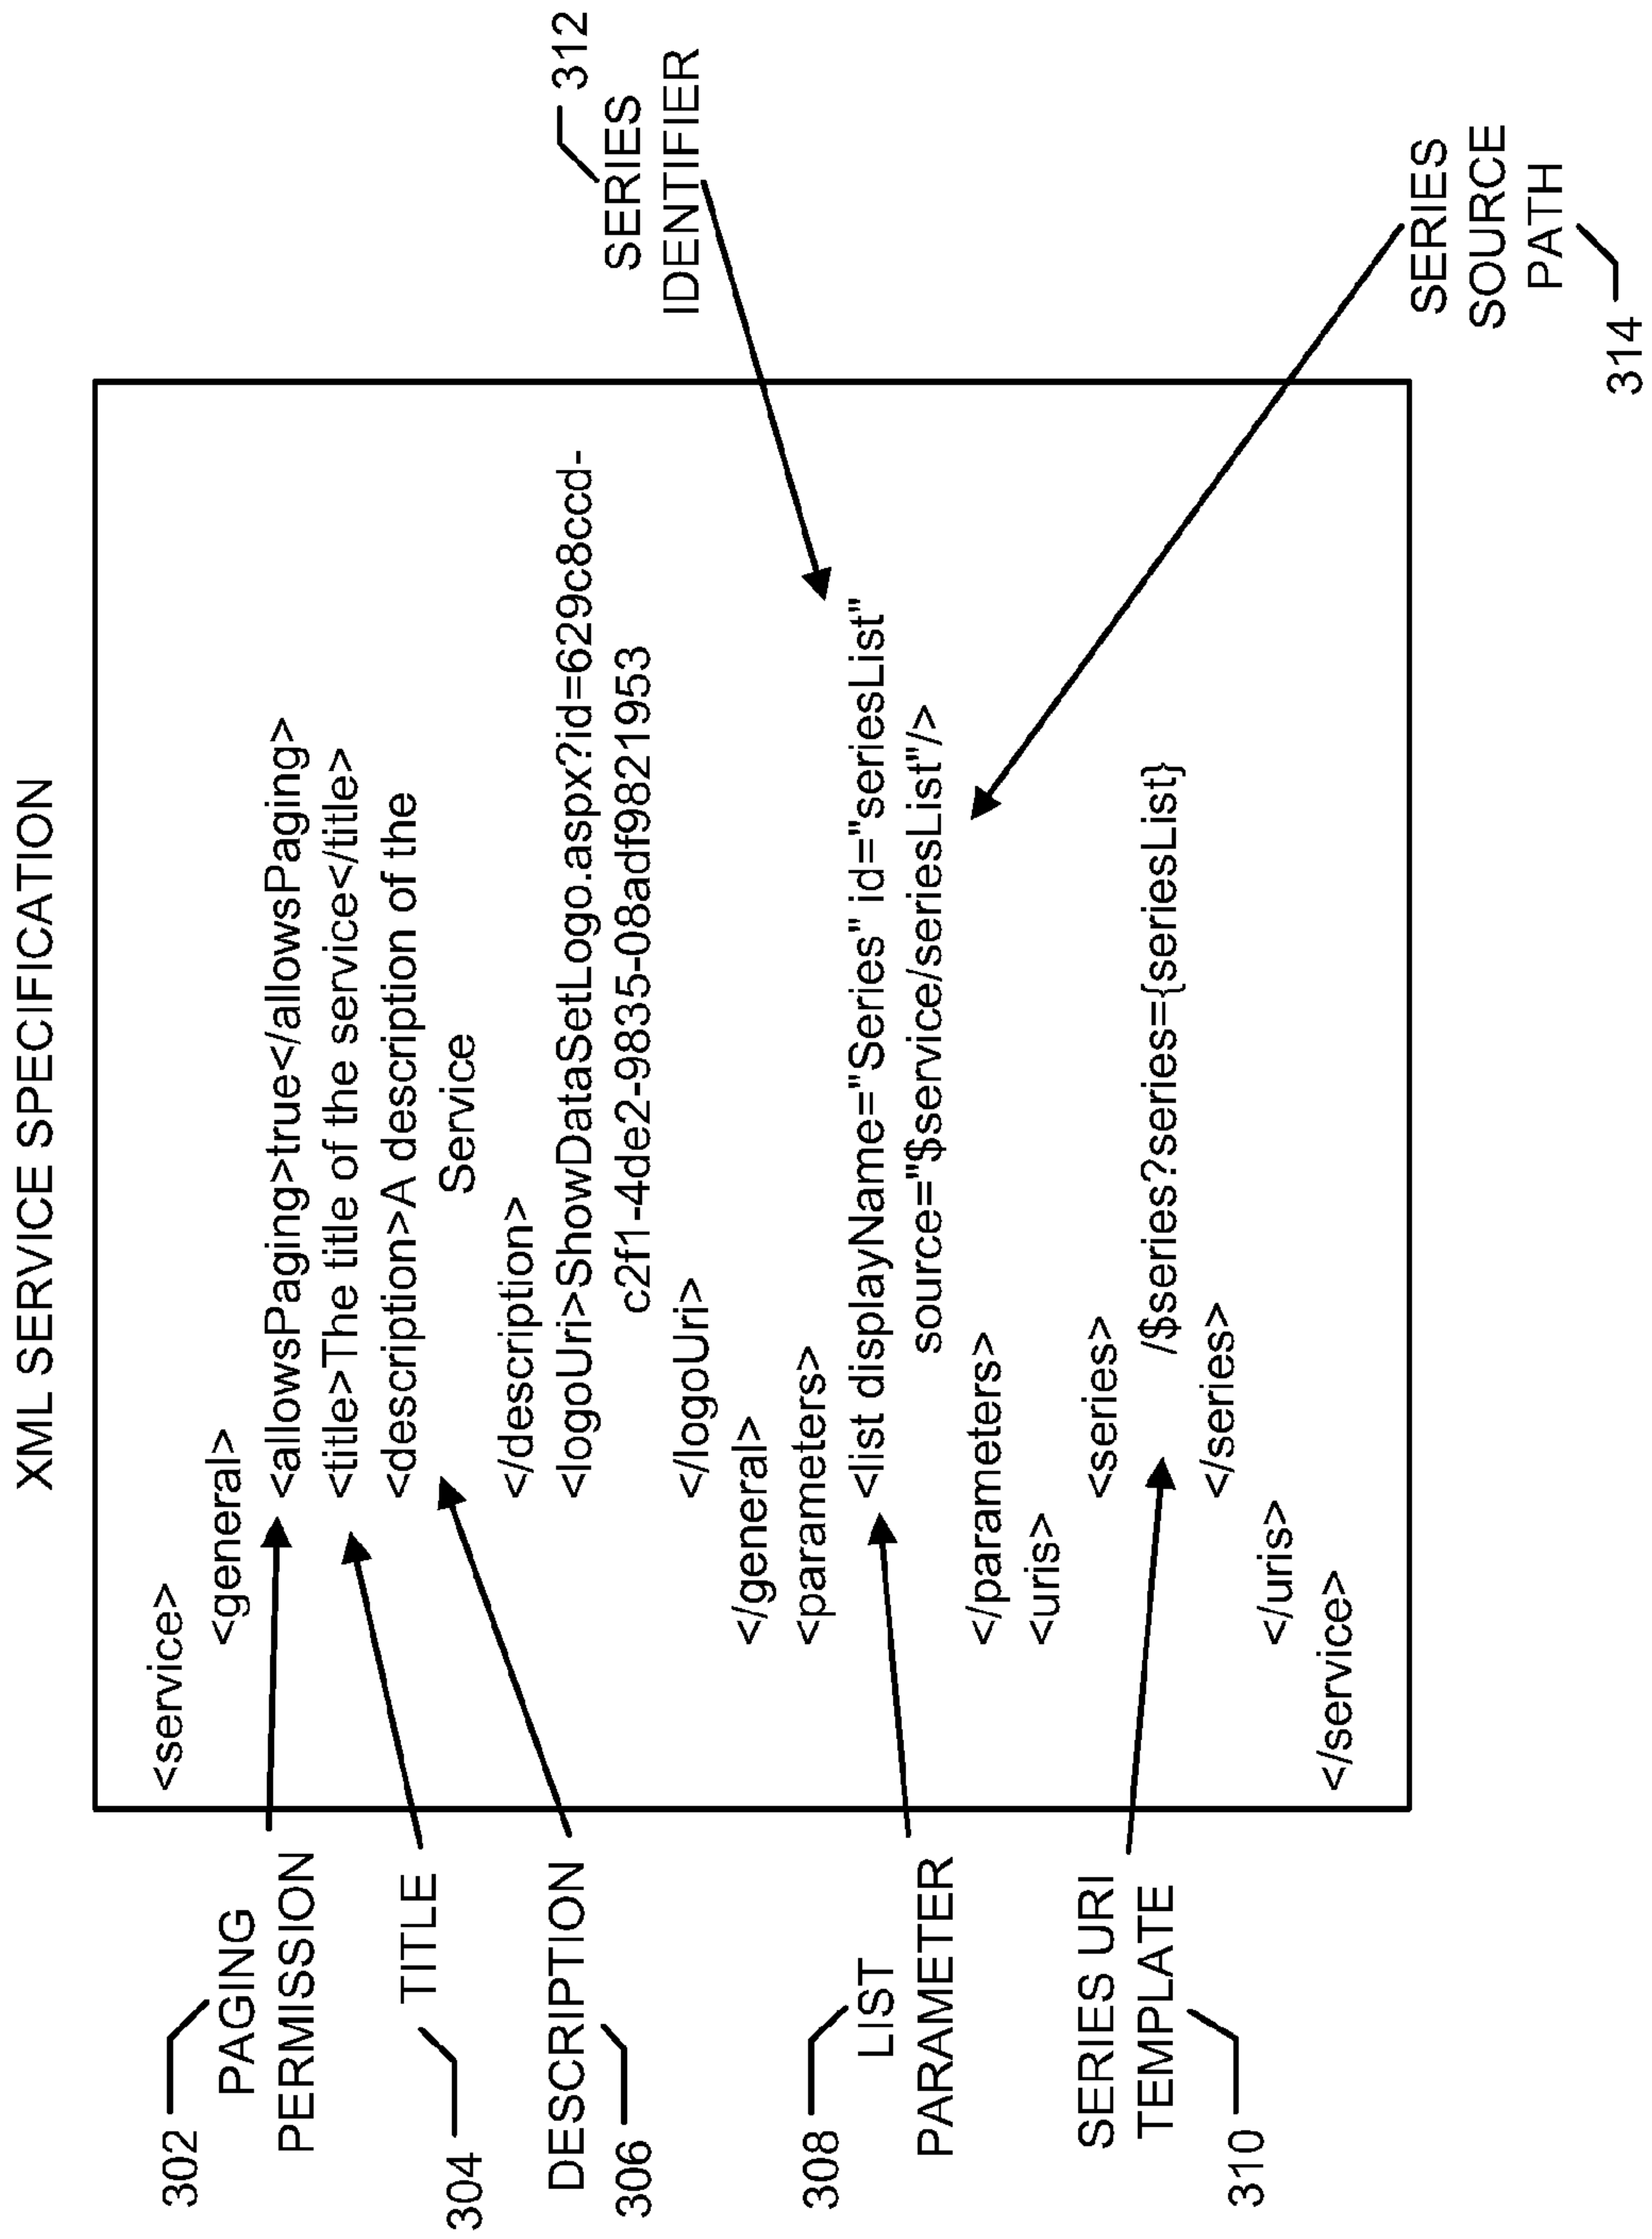 XML SERVICE SPECIFICATION
302
PAGING
PERMISSION
304
TITLE
306
DESCRIPTION
308
LIST
PARAMETER
310
SERIES URI
TEMPLATE
<service>
<general>
<allowsPaging>true</allowsPaging>
<title>The title of the service</title>
<description>A description of the
Service
</description>
<logoUri>ShowDataSetLogo.aspx?id=629c8ccd-
c2f1-4de2-9835-08adf9821953
</logoUri>
</general>
<parameters>
<list displayName="Series" id="seriesList"
source="$service/seriesList"/>
</parameters>
<uris>
<series>
/$series?series={seriesList}
</series>
</uris>
</service>
312
SERIES
IDENTIFIER
SERIES
SOURCE
PATH
314